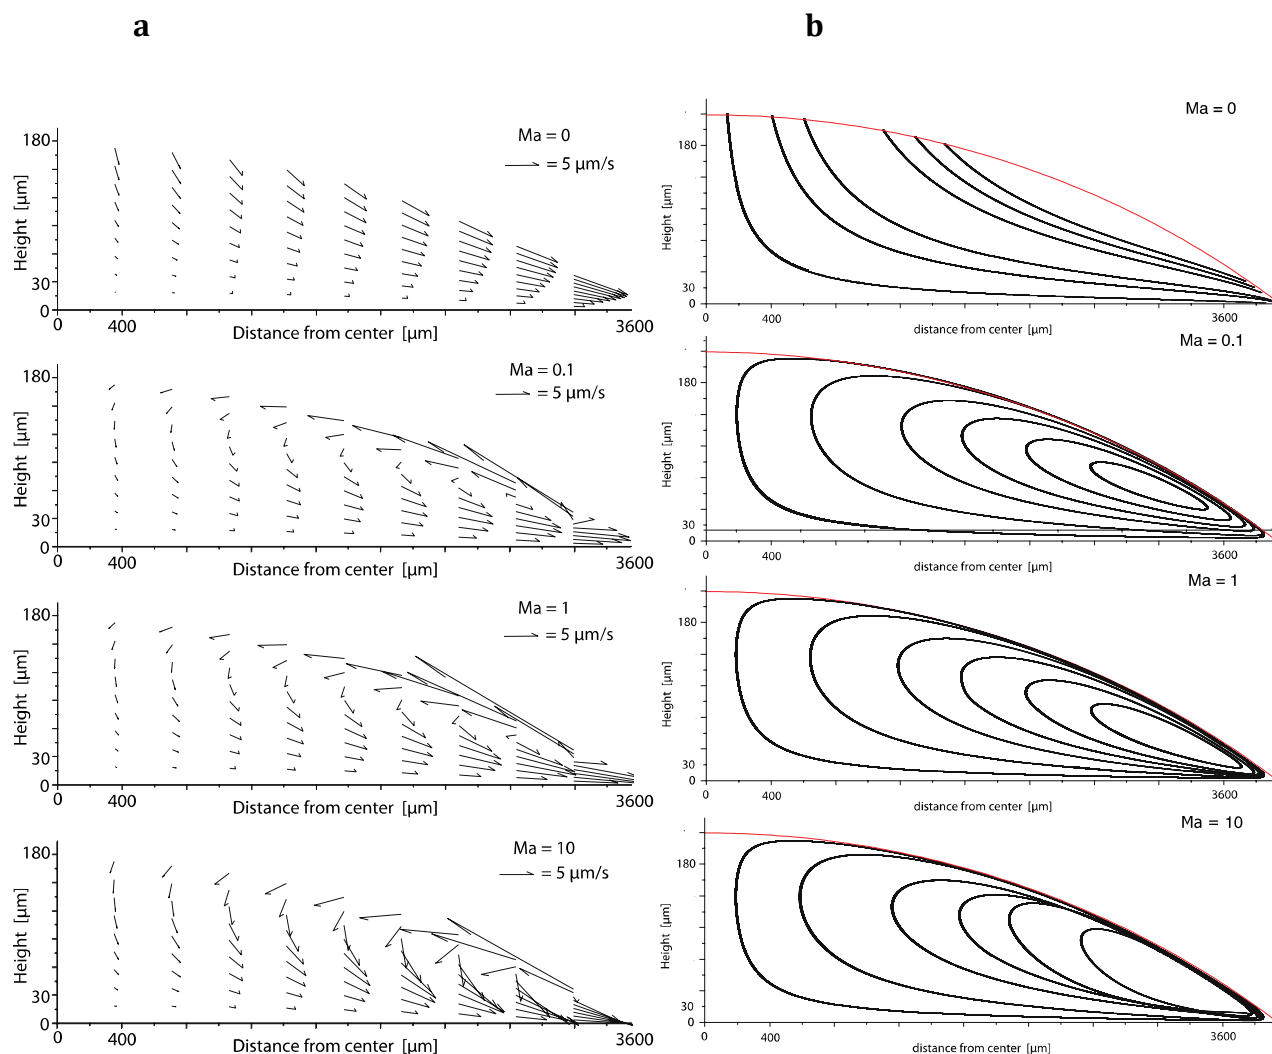 a
b
Ma = 0
= 5 µm/s
180
Height [µm]
30
0
0
400
Distance from center [µm]
3600
Ma = 0
180
Height [µm]
30
0
400
distance from center [µm]
3600
Ma = 0.1
= 5 µm/s
180
Height [µm]
30
0
0
400
Distance from center [µm]
3600
Ma = 0.1
180
Height [µm]
30
0
400
distance from center [µm]
3600
Ma = 1
= 5 µm/s
180
Height [µm]
30
0
0
400
Distance from center [µm]
3600
Ma = 1
180
Height [µm]
30
0
0
400
distance from center [µm]
3600
Ma = 10
= 5 µm/s
180
Height [µm]
30
0
0
400
Distance from center [µm]
3600
Ma = 10
180
Height [µm]
30
0
0
400
distance from center [µm]
3600